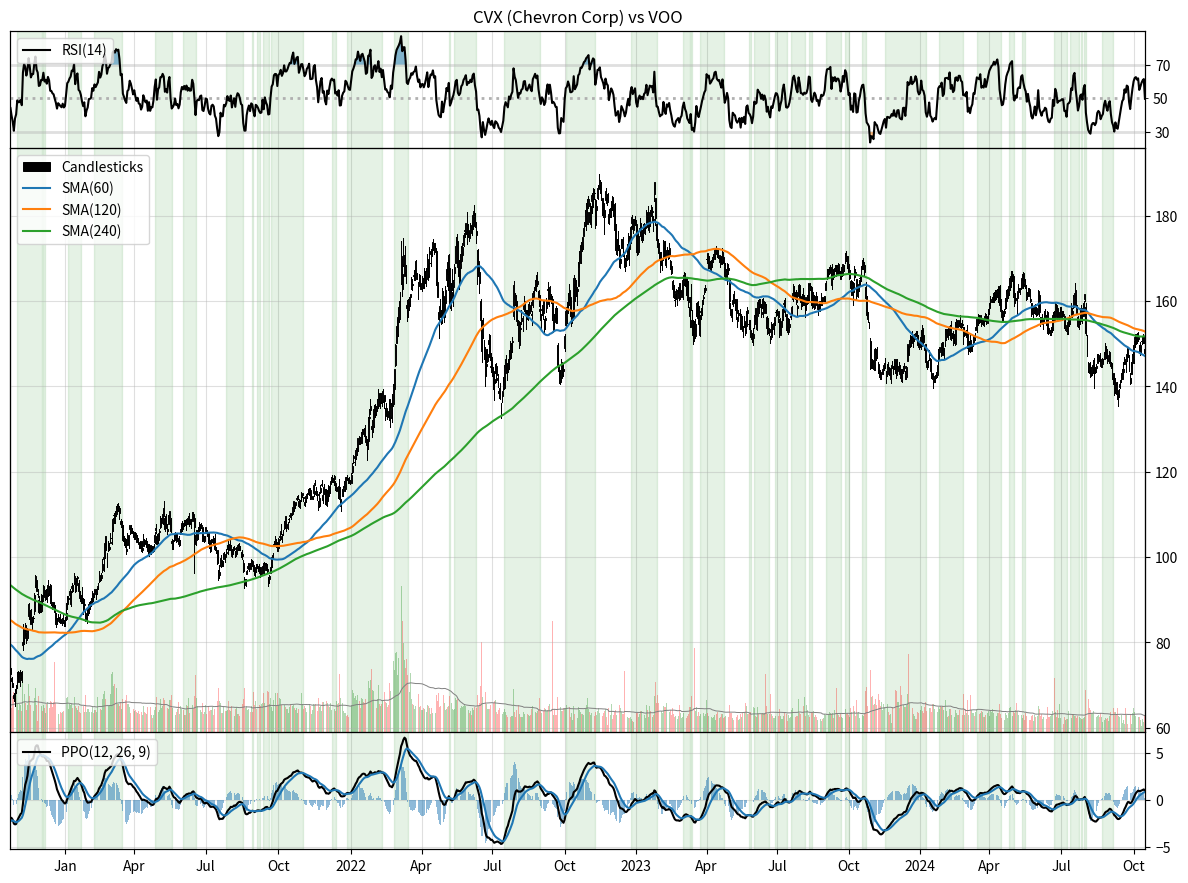 CVX (Chevron Corp) vs VOO
RSI(14)
70
50
30
Candlesticks
SMA(60)
SMA(120)
SMA(240)
180
160
140
120
100
80
60
PPO(12, 26, 9)
5
0
−5
Jan Apr Jul Oct 2022 Apr Jul Oct 2023 Apr Jul Oct 2024 Apr Jul Oct